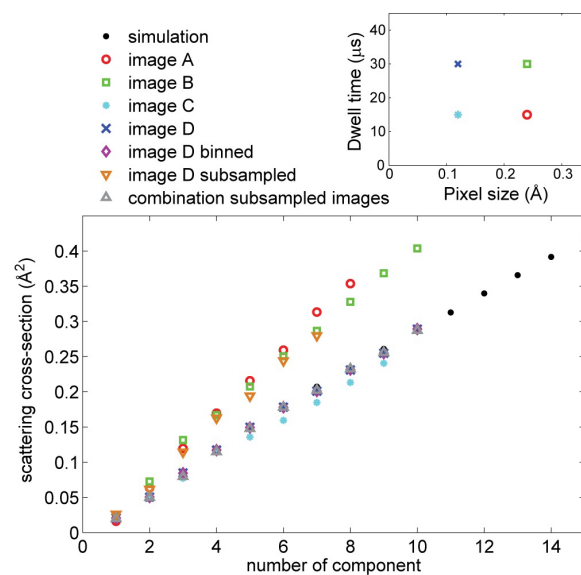 simulation
image A
image B
image C
image D
image D binned
image D subsampled
combination subsampled images
Dwell time (µs)
40
30
20
10
0
0
0.1
0.2
0.3
Pixel size (Å)
scattering cross-section (Å²)
0.4
0.35
0.3
0.25
0.2
0.15
0.1
0.05
0
0
2
4
6
8
10
12
14
number of component